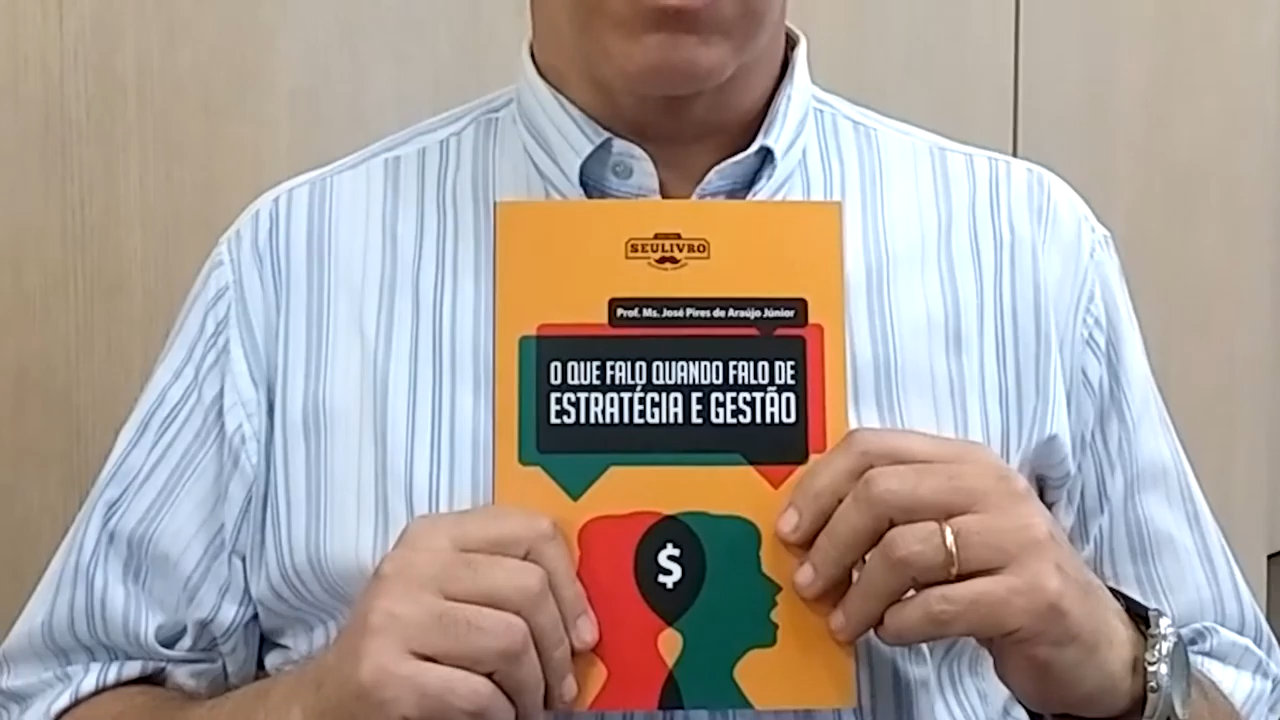 SEULIVRO
Prof. Ms. José Pires de Araújo Júnior
O QUE FALO QUANDO FALO DE
ESTRATÉGIA E GESTÃO
$